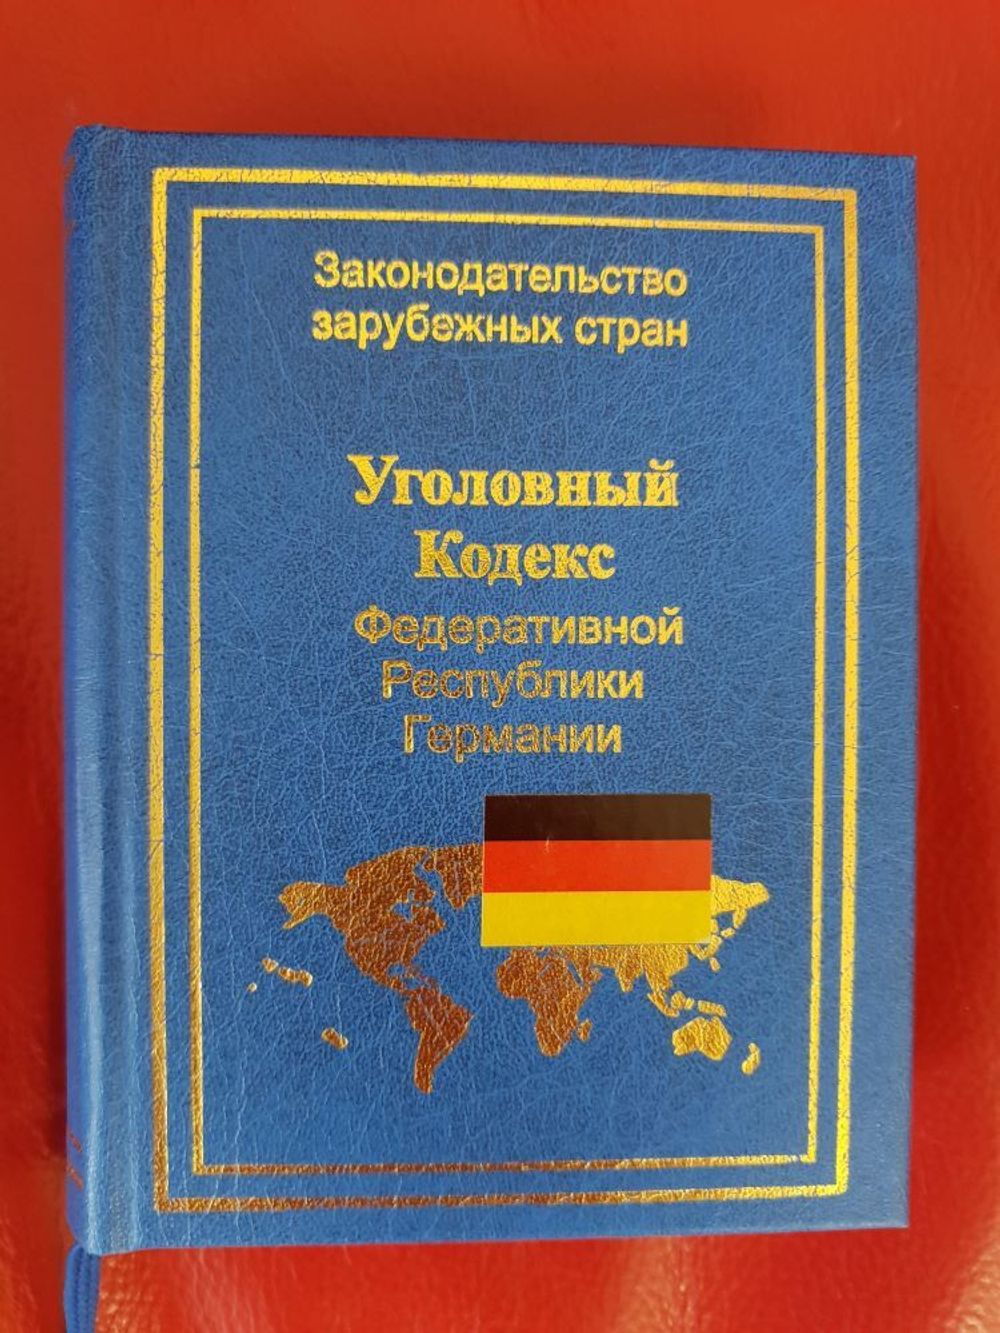 Законодательство
зарубежных стран
Уголовный
Кодекс
Федеративной
Республики
Германии